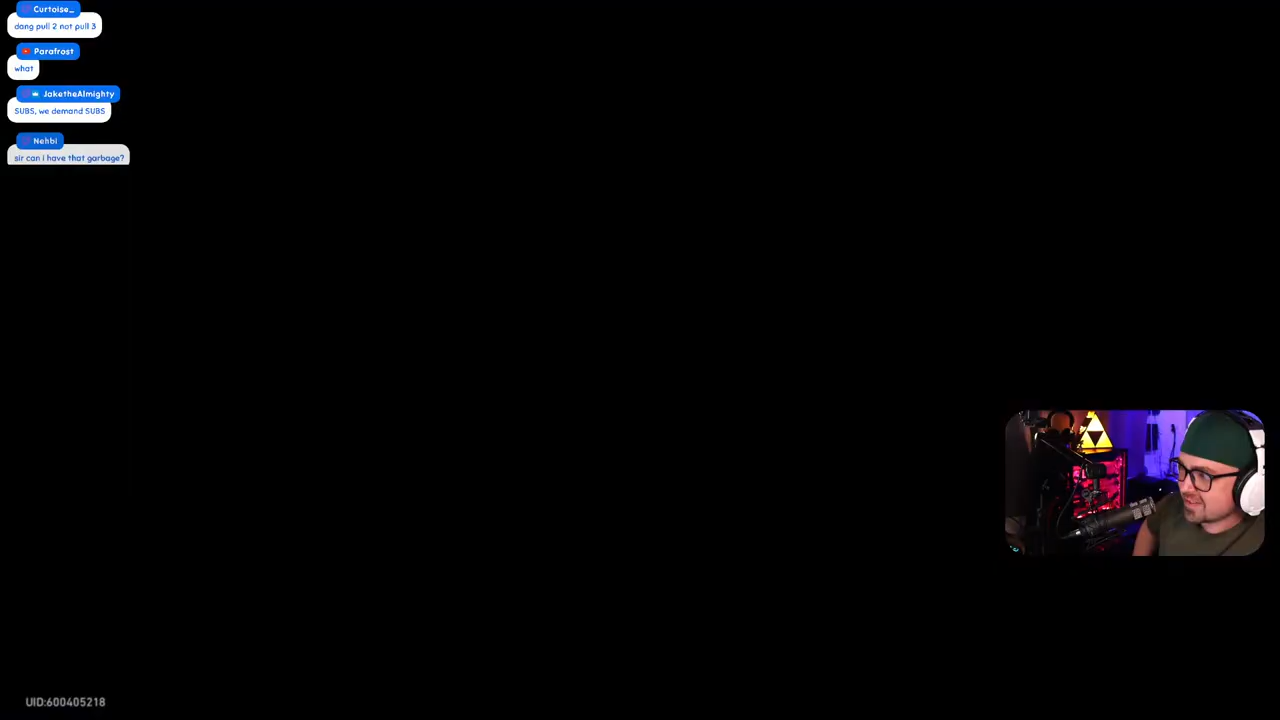 Curtoise_
dang pull 2 not pull 3
Parafrost
what
JaketheAlmighty
SUBS, we demand SUBS
Nehbi
sir can i have that garbage?
UID:600405218